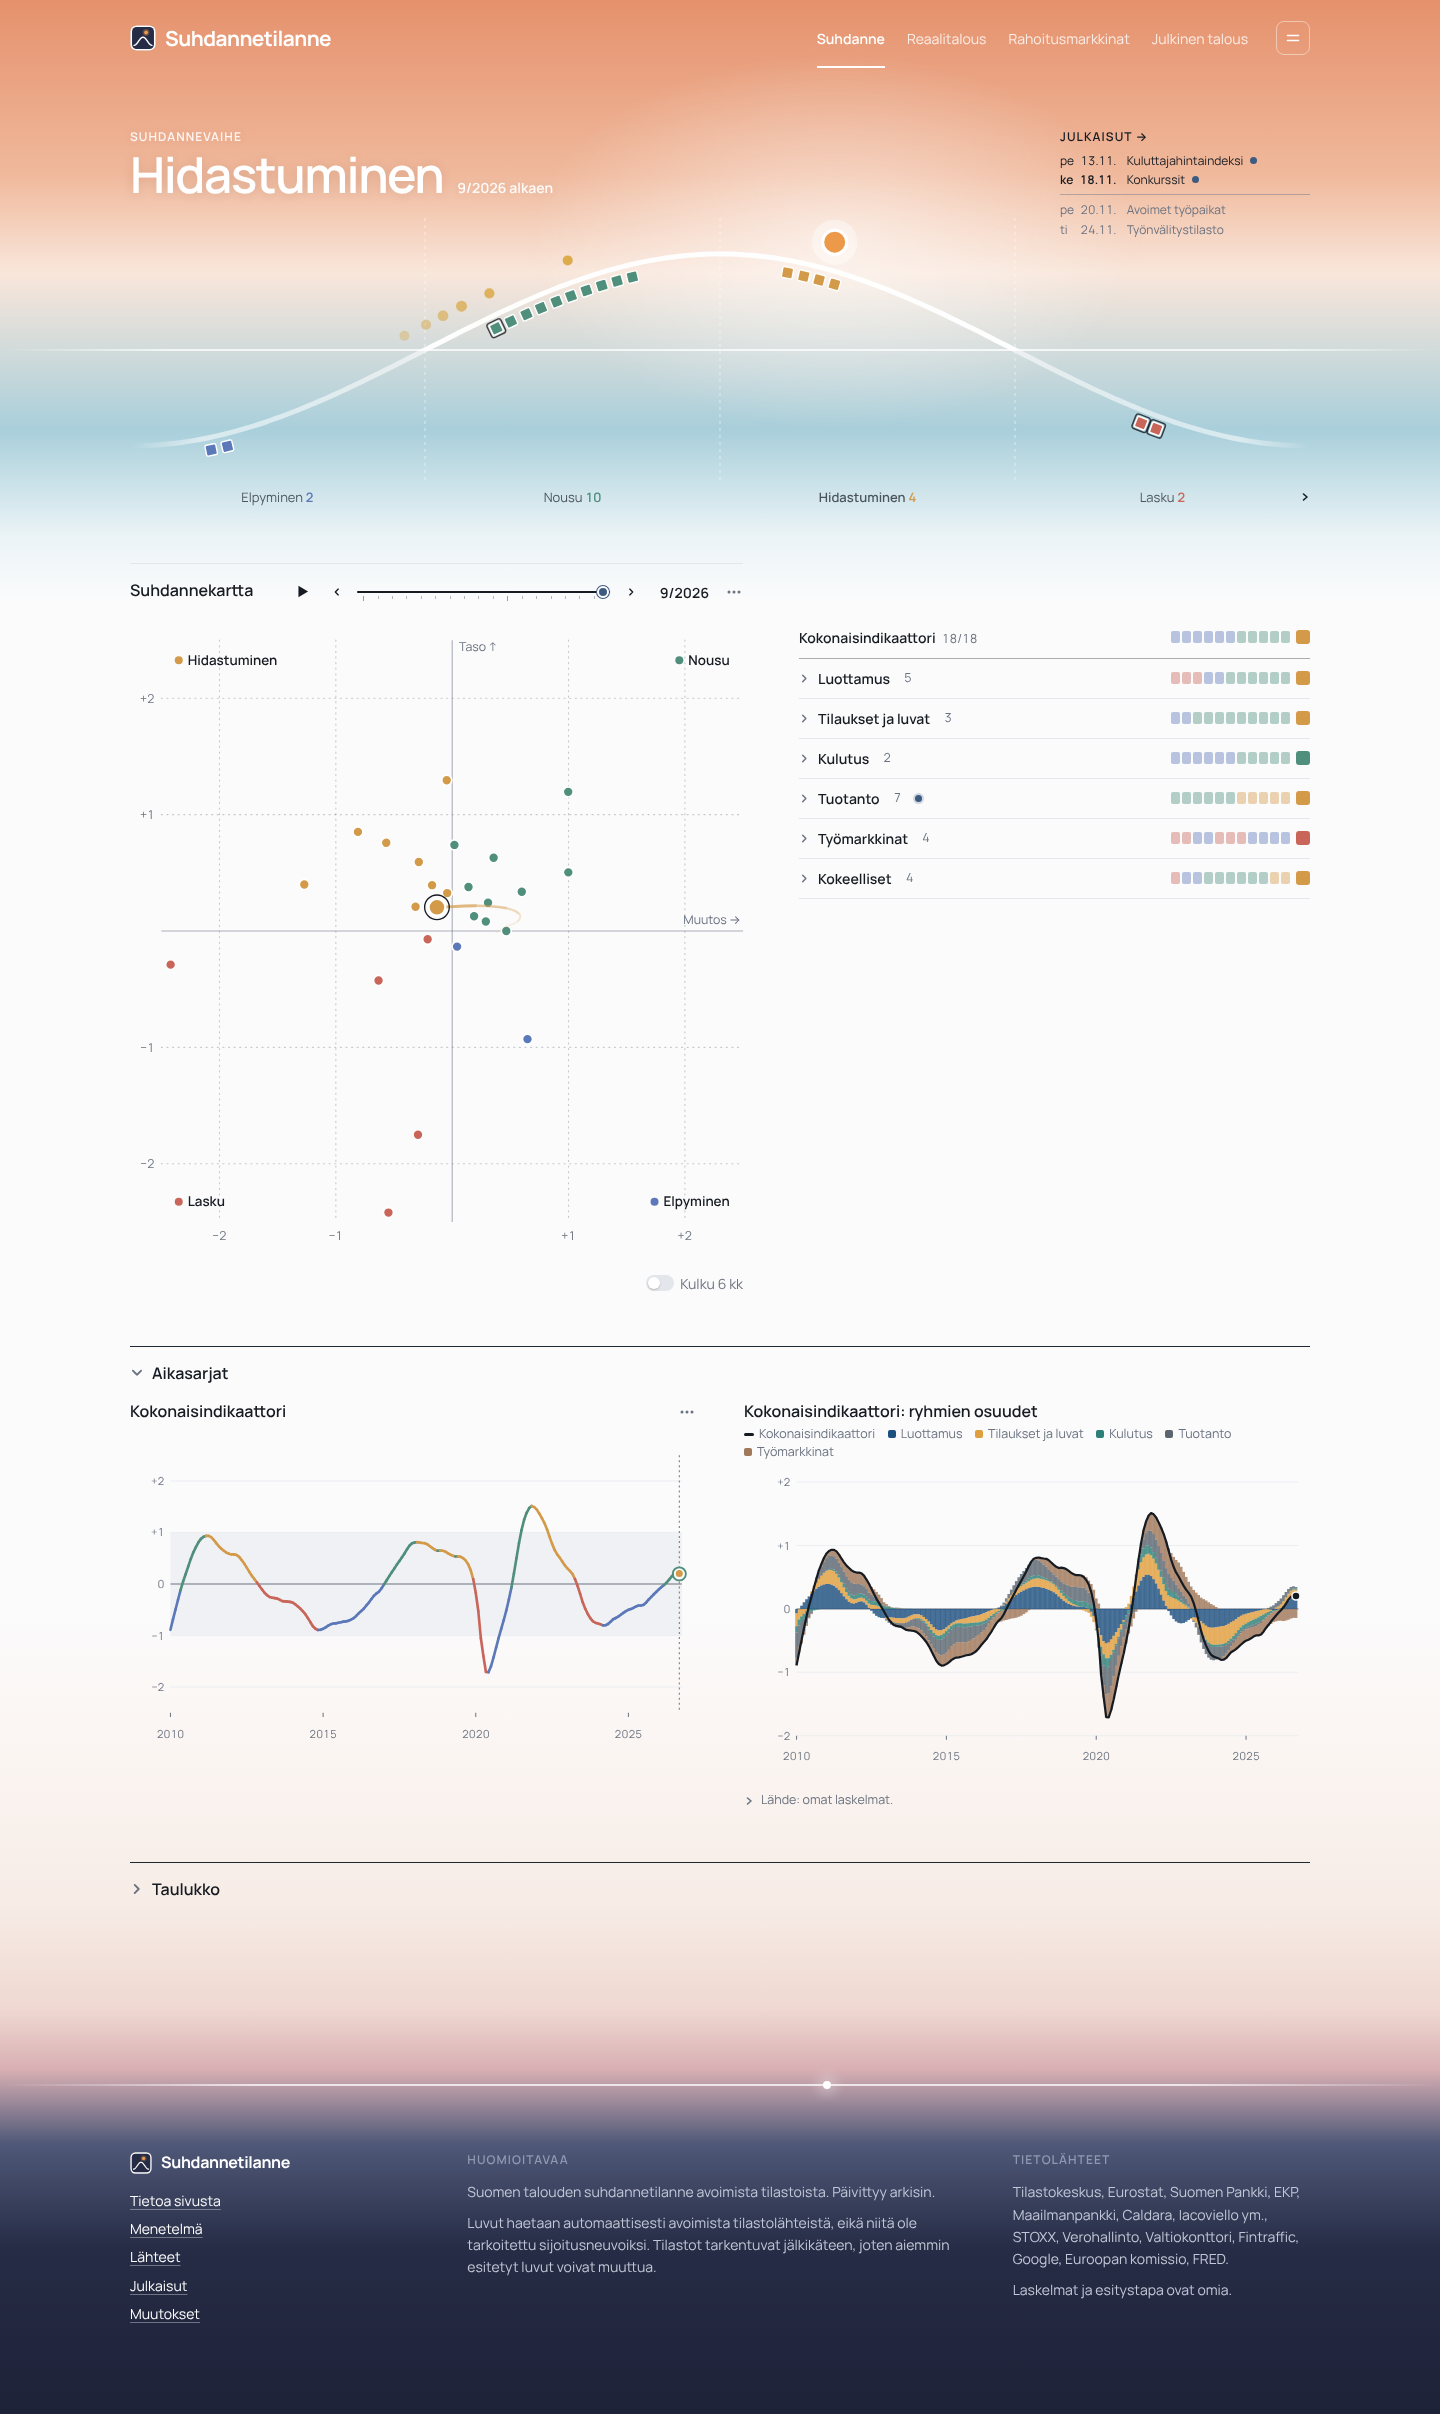 Suhdannetilanne
Suhdanne Reaalitalous Rahoitusmarkkinat Julkinen talous
SUHDANNEVAIHE
Hidastuminen 9/2026 alkaen
JULKAISUT →
pe 13.11. Kuluttajahintaindeksi
ke 18.11. Konkurssit
pe 20.11. Avoimet työpaikat
ti 24.11. Työnvälitystilasto
Elpyminen 2 Nousu 10 Hidastuminen 4 Lasku 2
Suhdannekartta 9/2026
Taso ↑
Hidastuminen Nousu
+2
+1
Muutos →
−1
−2
Lasku Elpyminen
−2 −1 +1 +2
Kulku 6 kk
Kokonaisindikaattori 18/18
Luottamus 5
Tilaukset ja luvat 3
Kulutus 2
Tuotanto 7
Työmarkkinat 4
Kokeelliset 4
Aikasarjat
Kokonaisindikaattori
+2
+1
0
−1
−2
2010 2015 2020 2025
Kokonaisindikaattori: ryhmien osuudet
Kokonaisindikaattori Luottamus Tilaukset ja luvat Kulutus Tuotanto
Työmarkkinat
+2
+1
0
−1
−2
2010 2015 2020 2025
Lähde: omat laskelmat.
Taulukko
Suhdannetilanne
Tietoa sivusta
Menetelmä
Lähteet
Julkaisut
Muutokset
HUOMIOITAVAA
Suomen talouden suhdannetilanne avoimista tilastoista. Päivittyy arkisin.
Luvut haetaan automaattisesti avoimista tilastolähteistä, eikä niitä ole
tarkoitettu sijoitusneuvoiksi. Tilastot tarkentuvat jälkikäteen, joten aiemmin
esitetyt luvut voivat muuttua.
TIETOLÄHTEET
Tilastokeskus, Eurostat, Suomen Pankki, EKP,
Maailmanpankki, Caldara, Iacoviello ym.,
STOXX, Verohallinto, Valtiokonttori, Fintraffic,
Google, Euroopan komissio, FRED.
Laskelmat ja esitystapa ovat omia.